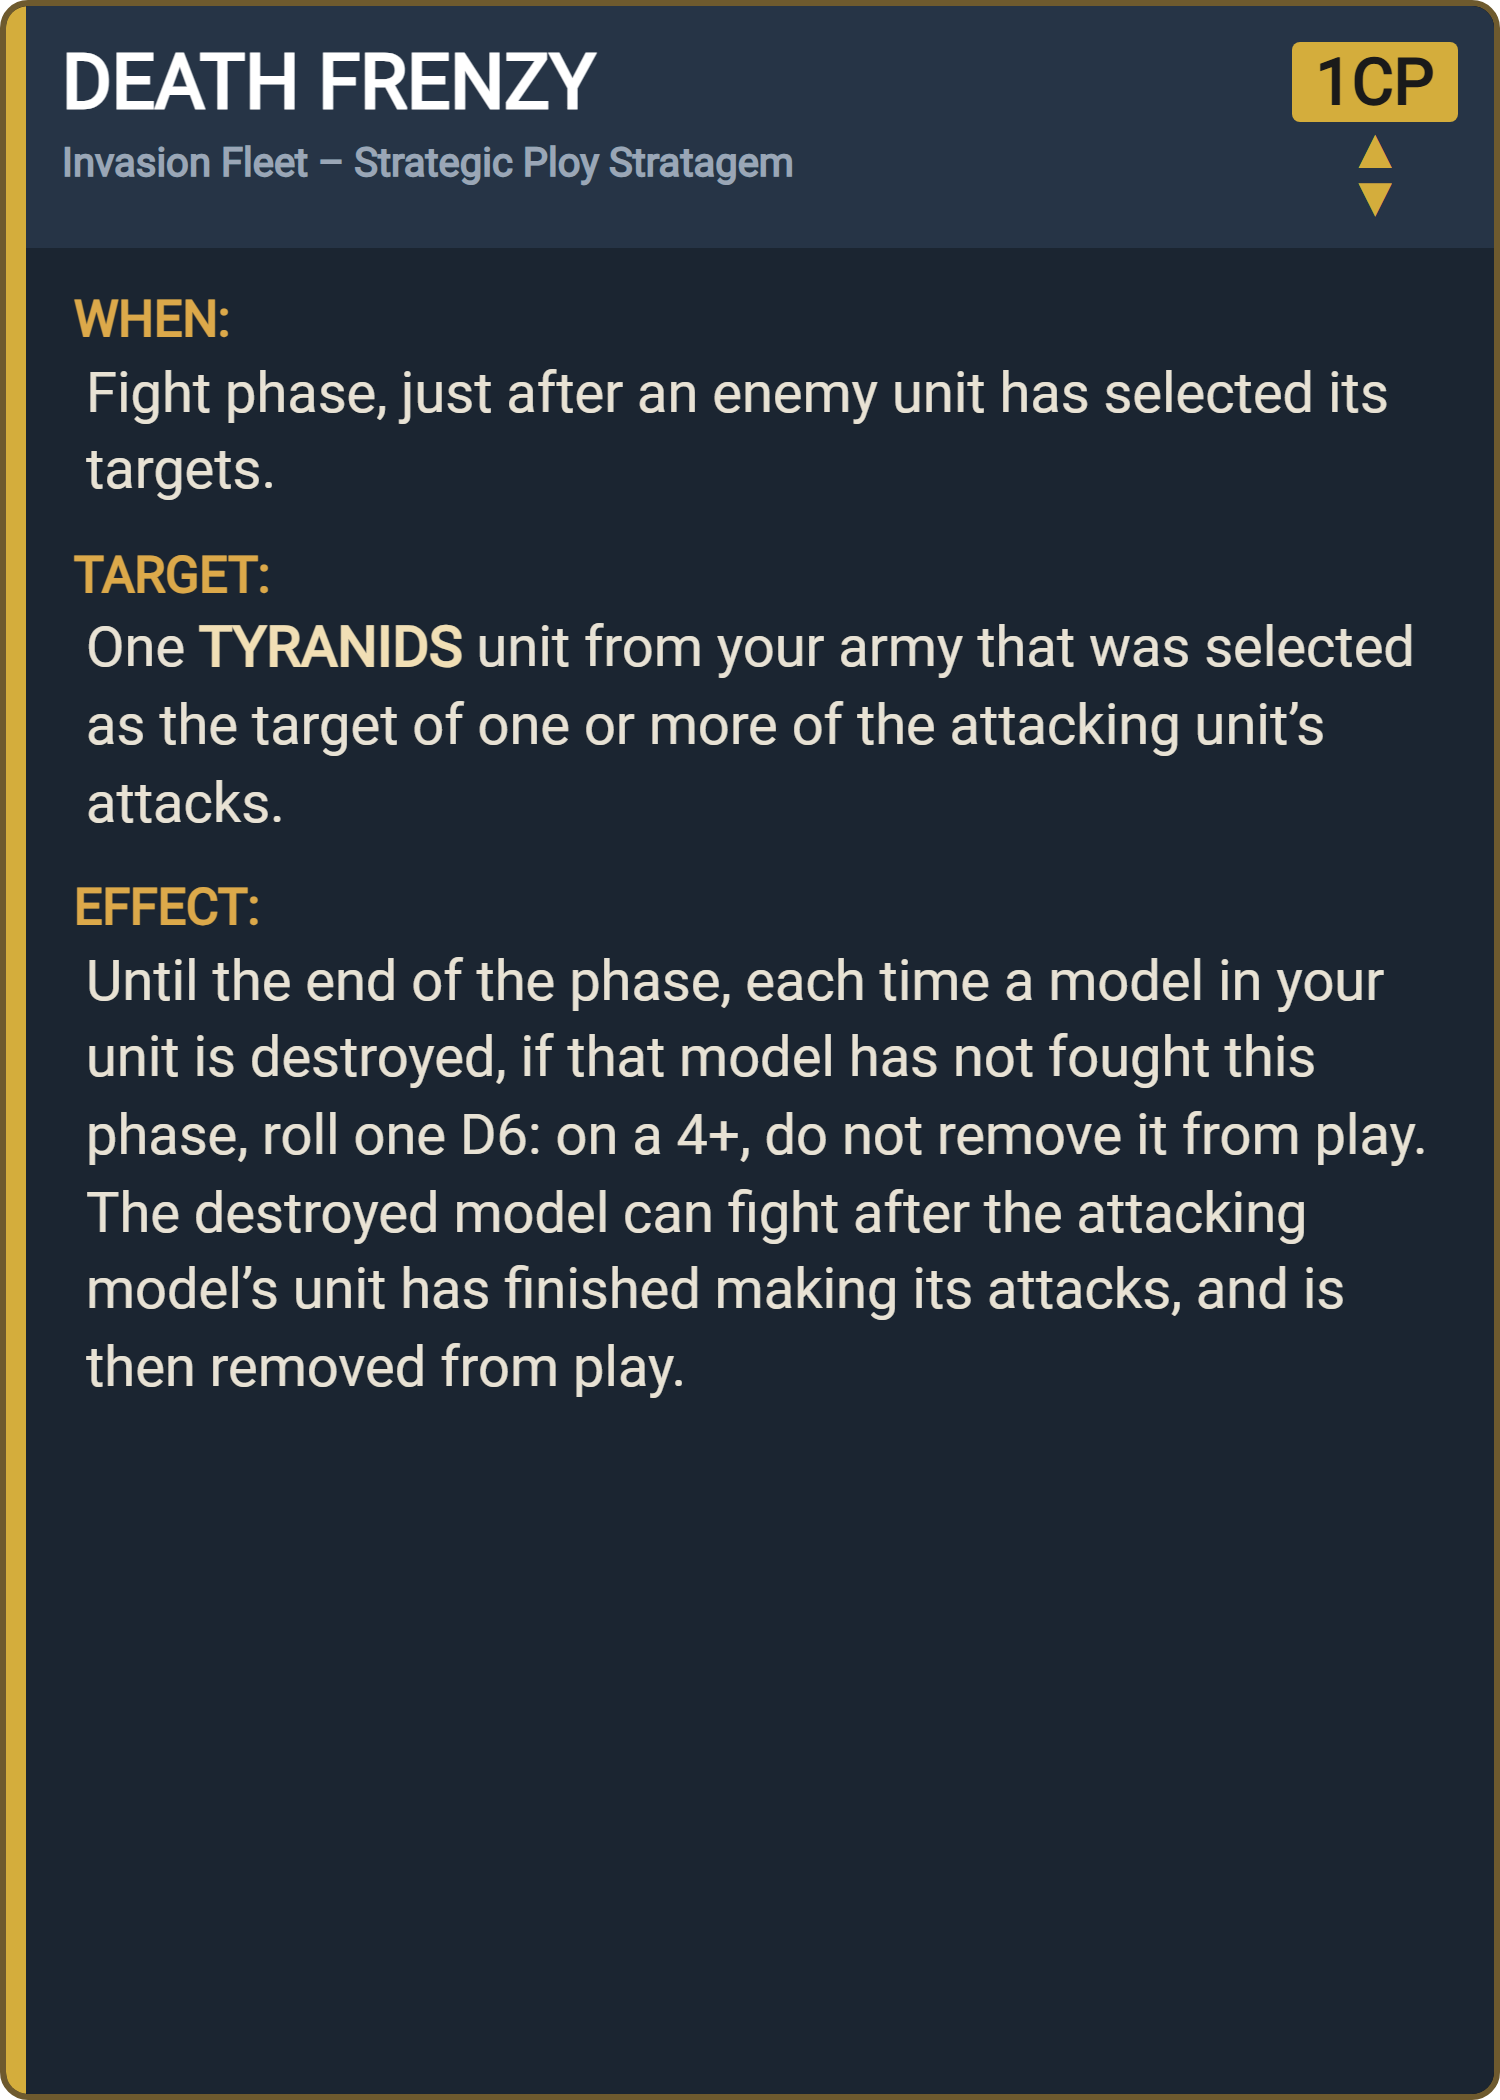 DEATH FRENZY
1CP
Invasion Fleet – Strategic Ploy Stratagem
▲
▼
WHEN:
Fight phase, just after an enemy unit has selected its
targets.
TARGET:
One TYRANIDS unit from your army that was selected
as the target of one or more of the attacking unit’s
attacks.
EFFECT:
Until the end of the phase, each time a model in your
unit is destroyed, if that model has not fought this
phase, roll one D6: on a 4+, do not remove it from play.
The destroyed model can fight after the attacking
model’s unit has finished making its attacks, and is
then removed from play.